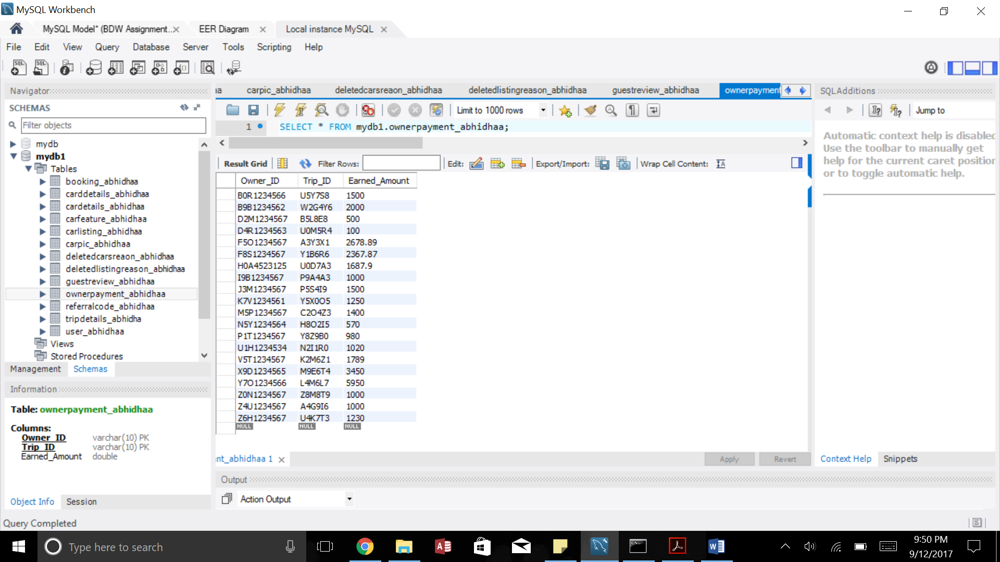 MySQL Workbench
MySQL Model* (BDW Assignment..
EER Diagram
Local instance MySQL
File Edit View Query Database Server Tools Scripting Help
Navigator
SCHEMAS
Filter objects
mydb
mydb1
Tables
booking_abhidhaa
carddetails_abhidhaa
cardetails_abhidhaa
carfeature_abhidhaa
carlisting_abhidhaa
carpic_abhidhaa
deletedcarsreaon_abhidhaa
deletedlistingreason_abhidhaa
guestreview_abhidhaa
ownerpayment_abhidhaa
referralcode_abhidhaa
tripdetails_abhidha
user_abhidhaa
Views
Stored Procedures
Management Schemas
Information
Table: ownerpayment_abhidhaa
Columns:
Owner_ID varchar(10) PK
Trip_ID varchar(10) PK
Earned_Amount double
Object Info Session
aa carpic_abhidhaa deletedcarsreaon_abhidhaa deletedlistingreason_abhidhaa guestreview_abhidhaa ownerpayment
Limit to 1000 rows
1 SELECT * FROM mydb1.ownerpayment_abhidhaa;
Result Grid Filter Rows: Edit: Export/Import: Wrap Cell Content:
Owner_ID Trip_ID Earned_Amount
B0R1234566 U5Y7S8 1500
B9B1234562 W2G4Y6 2000
D2M1234567 B5L8E8 500
D4R1234563 U0M5R4 100
F5O1234567 A3Y3X1 2678.89
F8S1234567 Y1B6R6 2367.87
H0A4523125 U0D7A3 1687.9
I9B1234567 P9A4A3 1000
J3M1234567 P5S4I9 1500
K7V1234561 Y5X0O5 1250
M5P1234567 C2O4Z3 1400
N5Y1234564 H8O2I5 570
P1T1234567 Y8Z9B0 980
U1H1234534 N2I1R0 1020
V5T1234567 K2M6Z1 1789
X9D1234565 M9E6T4 3450
Y7O1234566 L4M6L7 5950
Z0N1234567 Z8M8T9 1000
Z4U1234567 A4G9I6 1000
Z6H1234567 U4K7T3 1230
NULL NULL NULL
nt_abhidhaa 1
Apply Revert
Output
Action Output
SQLAdditions
Jump to
Automatic context help is disabled
Use the toolbar to manually get
help for the current caret position
or to toggle automatic help.
Context Help Snippets
Query Completed
Type here to search
9:50 PM
9/12/2017